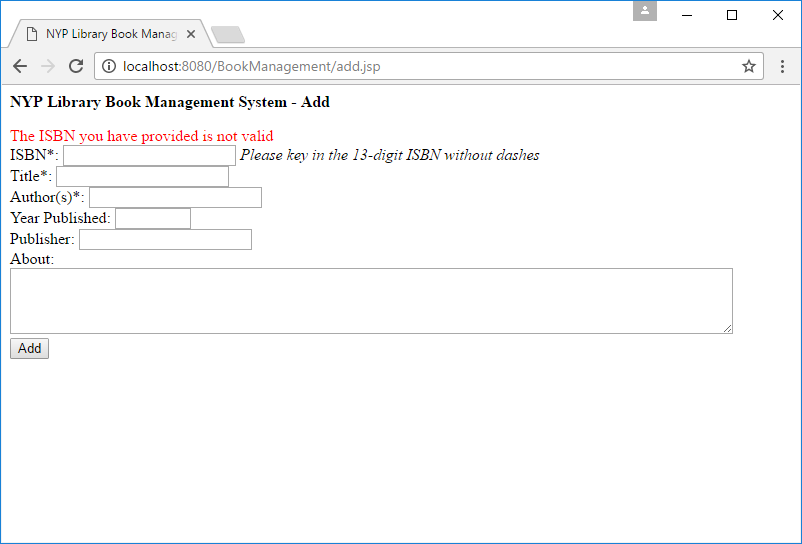 NYP Library Book Manag
localhost:8080/BookManagement/add.jsp
NYP Library Book Management System - Add
The ISBN you have provided is not valid
ISBN*: Please key in the 13-digit ISBN without dashes
Title*:
Author(s)*:
Year Published:
Publisher:
About:
Add